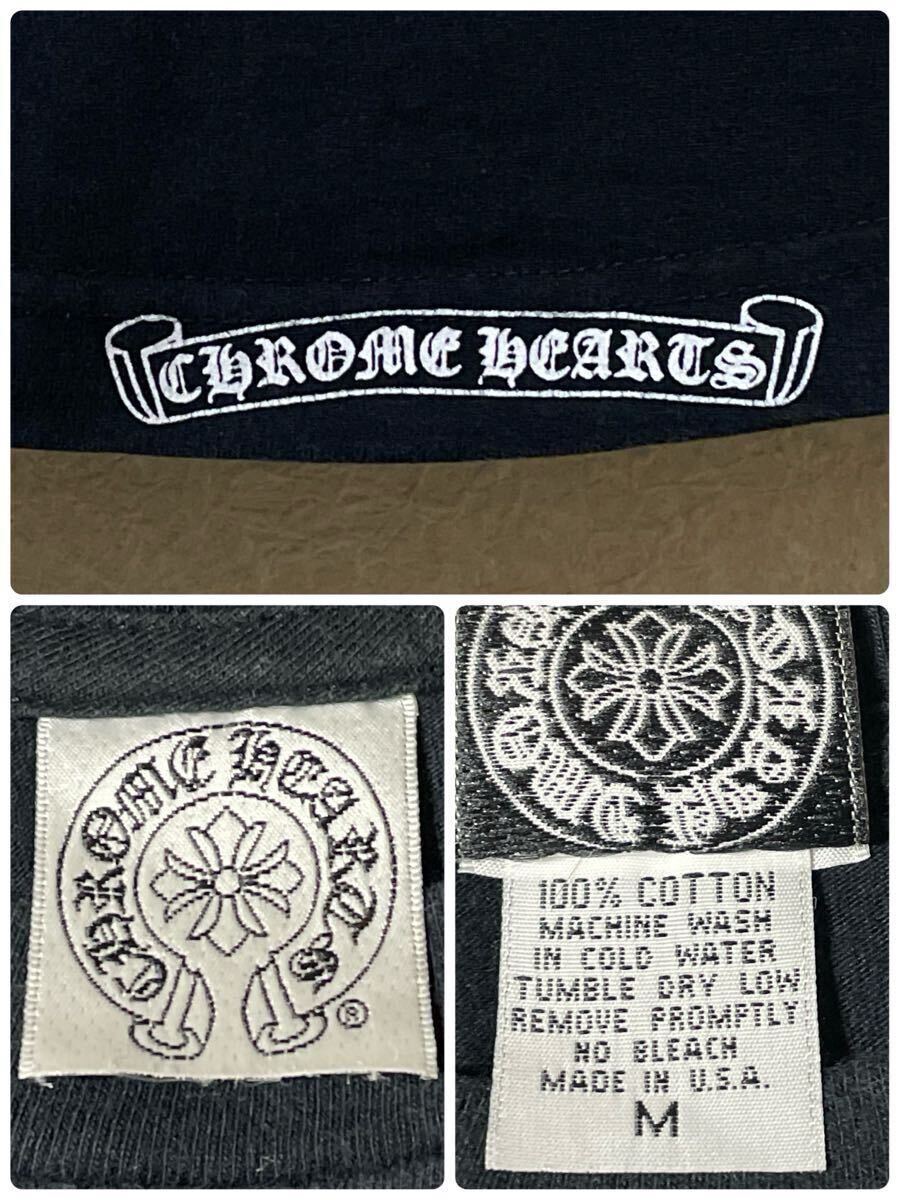 CHROME HEARTS
CHROME HEARTS
®
100% COTTON
MACHINE WASH
IN COLD WATER
TUMBLE DRY LOW
REMOVE PROMPTLY
NO BLEACH
MADE IN U.S.A.
M